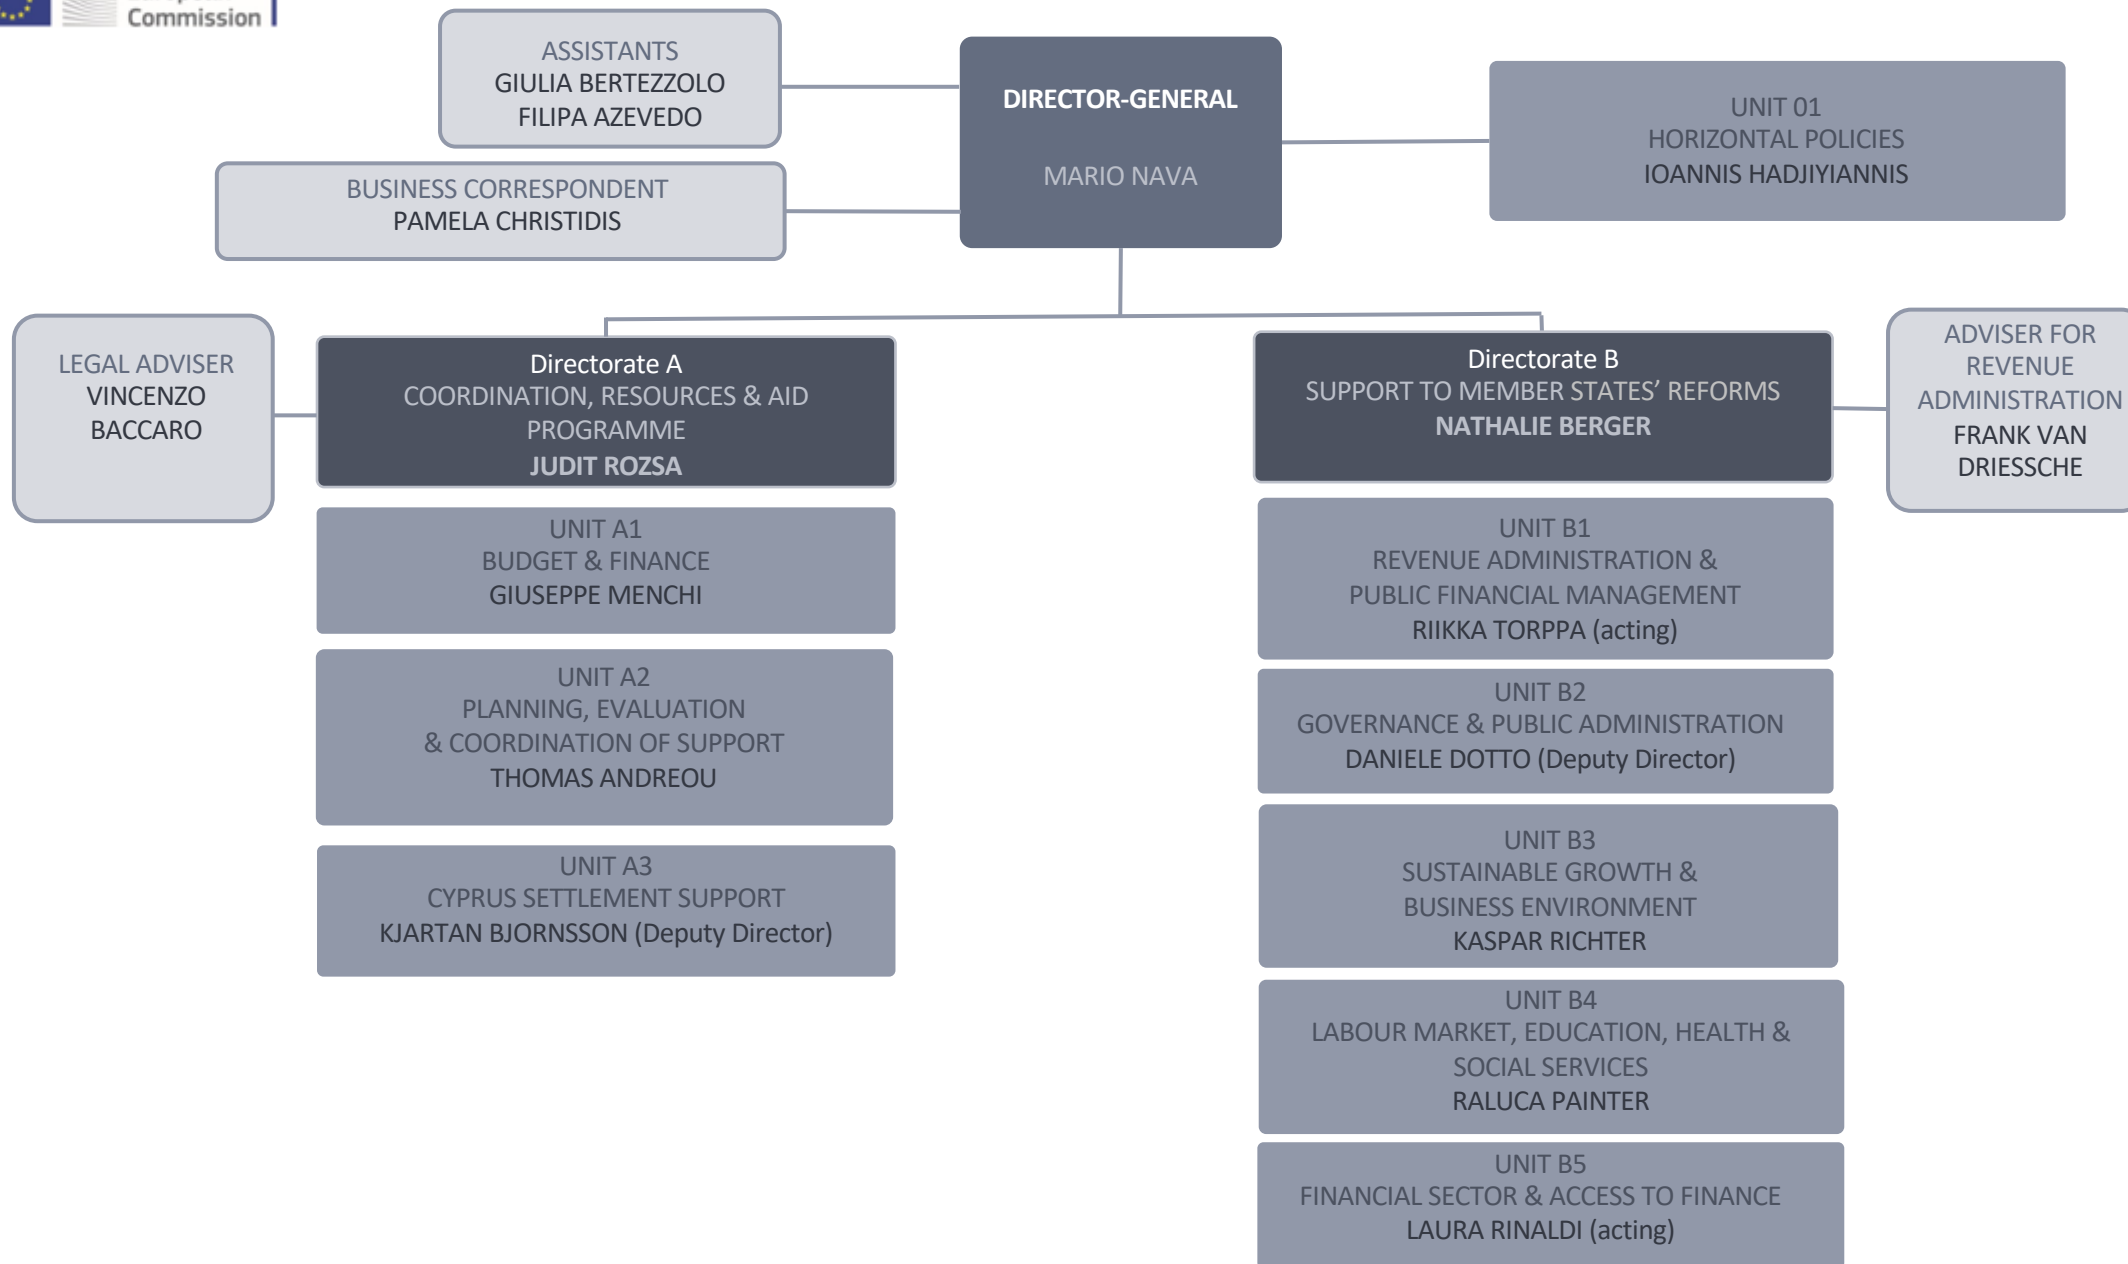 Commission
ASSISTANTS
GIULIA BERTEZZOLO
FILIPA AZEVEDO
DIRECTOR-GENERAL
MARIO NAVA
UNIT 01
HORIZONTAL POLICIES
IOANNIS HADJIYIANNIS
BUSINESS CORRESPONDENT
PAMELA CHRISTIDIS
LEGAL ADVISER
VINCENZO
BACCARO
Directorate A
COORDINATION, RESOURCES & AID
PROGRAMME
JUDIT ROZSA
Directorate B
SUPPORT TO MEMBER STATES’ REFORMS
NATHALIE BERGER
ADVISER FOR
REVENUE
ADMINISTRATION
FRANK VAN
DRIESSCHE
UNIT A1
BUDGET & FINANCE
GIUSEPPE MENCHI
UNIT A2
PLANNING, EVALUATION
& COORDINATION OF SUPPORT
THOMAS ANDREOU
UNIT A3
CYPRUS SETTLEMENT SUPPORT
KJARTAN BJORNSSON (Deputy Director)
UNIT B1
REVENUE ADMINISTRATION &
PUBLIC FINANCIAL MANAGEMENT
RIIKKA TORPPA (acting)
UNIT B2
GOVERNANCE & PUBLIC ADMINISTRATION
DANIELE DOTTO (Deputy Director)
UNIT B3
SUSTAINABLE GROWTH &
BUSINESS ENVIRONMENT
KASPAR RICHTER
UNIT B4
LABOUR MARKET, EDUCATION, HEALTH &
SOCIAL SERVICES
RALUCA PAINTER
UNIT B5
FINANCIAL SECTOR & ACCESS TO FINANCE
LAURA RINALDI (acting)